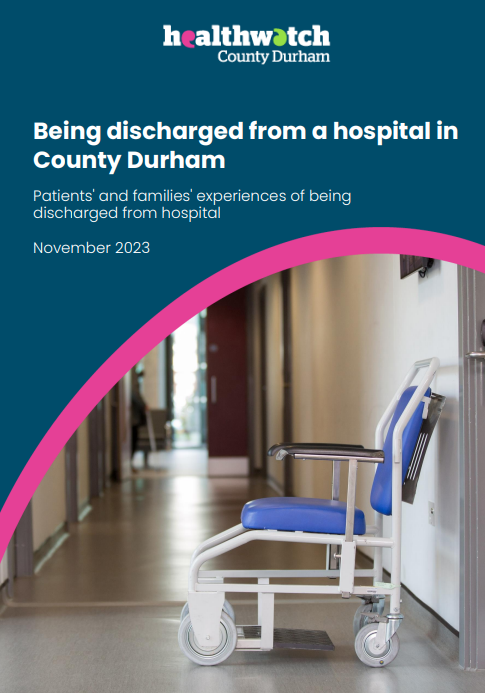 healthwatch
County Durham
Being discharged from a hospital in
County Durham
Patients' and families' experiences of being
discharged from hospital
November 2023